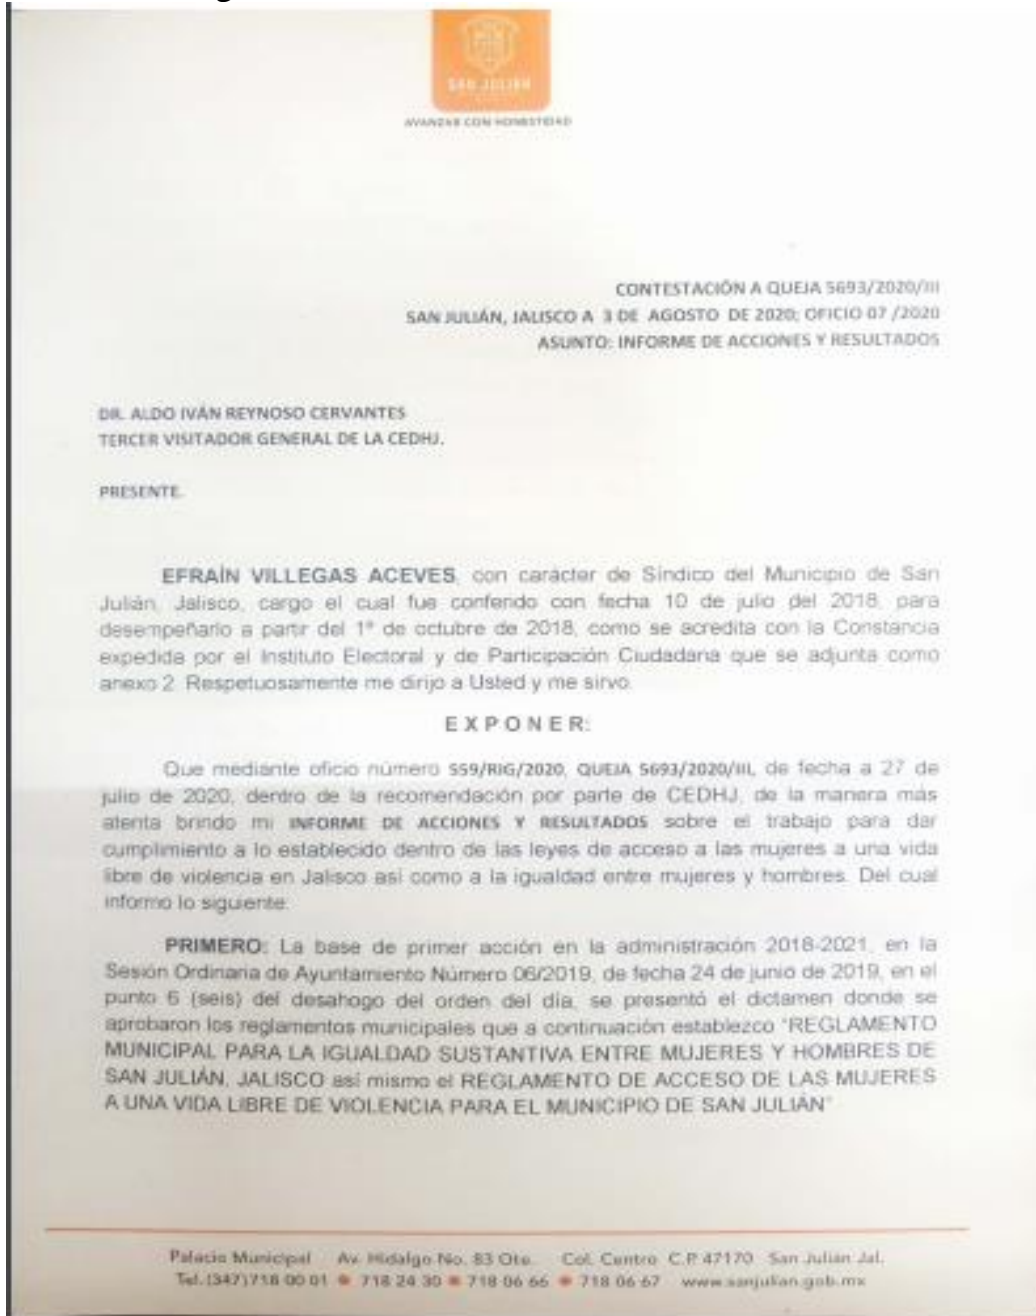 SAN JULIÁN
AVANZAR CON HONESTIDAD
CONTESTACIÓN A QUEJA 5693/2020/III
SAN JULIÁN, JALISCO A 3 DE AGOSTO DE 2020; OFICIO 07 /2020
ASUNTO: INFORME DE ACCIONES Y RESULTADOS
DR. ALDO IVÁN REYNOSO CERVANTES
TERCER VISITADOR GENERAL DE LA CEDHJ.
PRESENTE.
EFRAÍN VILLEGAS ACEVES, con carácter de Síndico del Municipio de San
Julián, Jalisco, cargo el cual fue conferido con fecha 10 de julio del 2018, para
desempeñarlo a partir del 1° de octubre de 2018, como se acredita con la Constancia
expedida por el Instituto Electoral y de Participación Ciudadana que se adjunta como
anexo 2. Respetuosamente me dirijo a Usted y me sirvo:
E X P O N E R:
Que mediante oficio número 559/RIG/2020, QUEJA 5693/2020/III, de fecha a 27 de
julio de 2020, dentro de la recomendación por parte de CEDHJ, de la manera más
atenta brindo mi INFORME DE ACCIONES Y RESULTADOS sobre el trabajo para dar
cumplimiento a lo establecido dentro de las leyes de acceso a las mujeres a una vida
libre de violencia en Jalisco así como a la igualdad entre mujeres y hombres. Del cual
informo lo siguiente:
PRIMERO: La base de primer acción en la administración 2018-2021, en la
Sesión Ordinaria de Ayuntamiento Número 06/2019, de fecha 24 de junio de 2019, en el
punto 6 (seis) del desahogo del orden del día, se presentó el dictamen donde se
aprobaron los reglamentos municipales que a continuación establezco "REGLAMENTO
MUNICIPAL PARA LA IGUALDAD SUSTANTIVA ENTRE MUJERES Y HOMBRES DE
SAN JULIÁN, JALISCO así mismo el REGLAMENTO DE ACCESO DE LAS MUJERES
A UNA VIDA LIBRE DE VIOLENCIA PARA EL MUNICIPIO DE SAN JULIÁN"
Palacio Municipal Av. Hidalgo No. 83 Ote. Col. Centro C.P. 47170 San Julián Jal.
Tel. (347)718 00 01 • 718 24 30 • 718 06 66 • 718 06 67 www.sanjulian.gob.mx